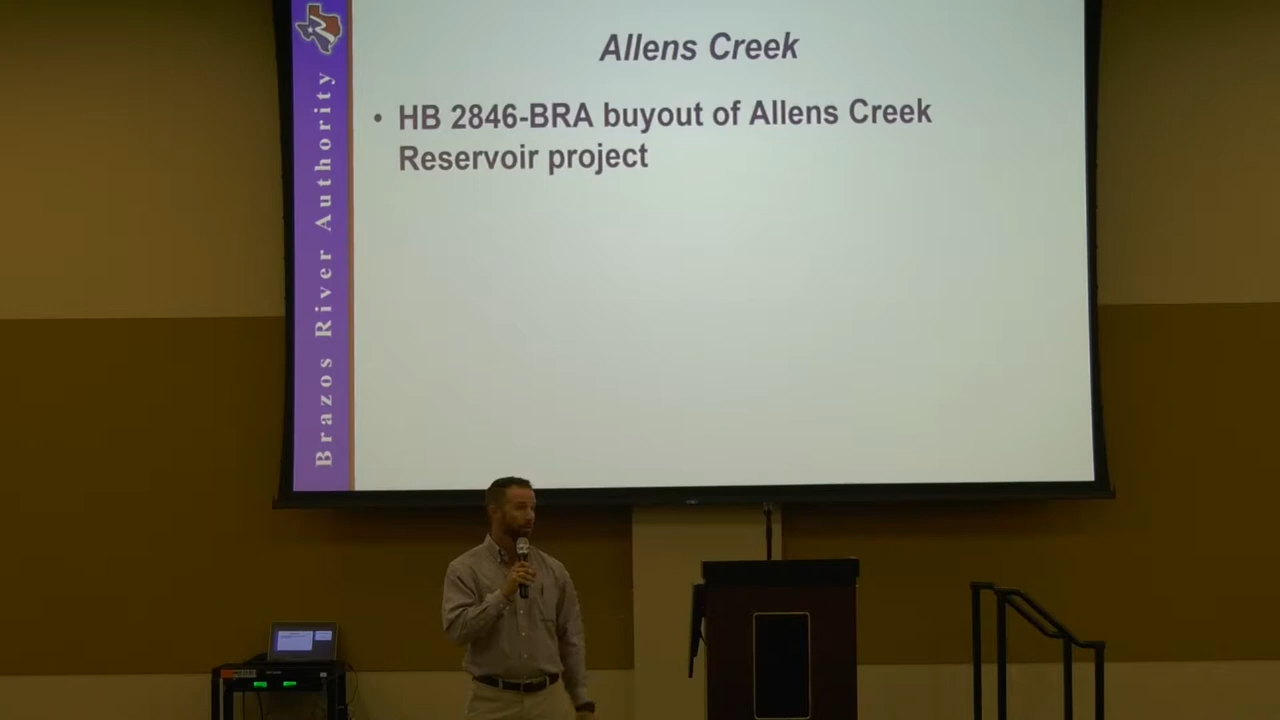 Allens Creek
• HB 2846-BRA buyout of Allens Creek
Reservoir project
Brazos River Authority